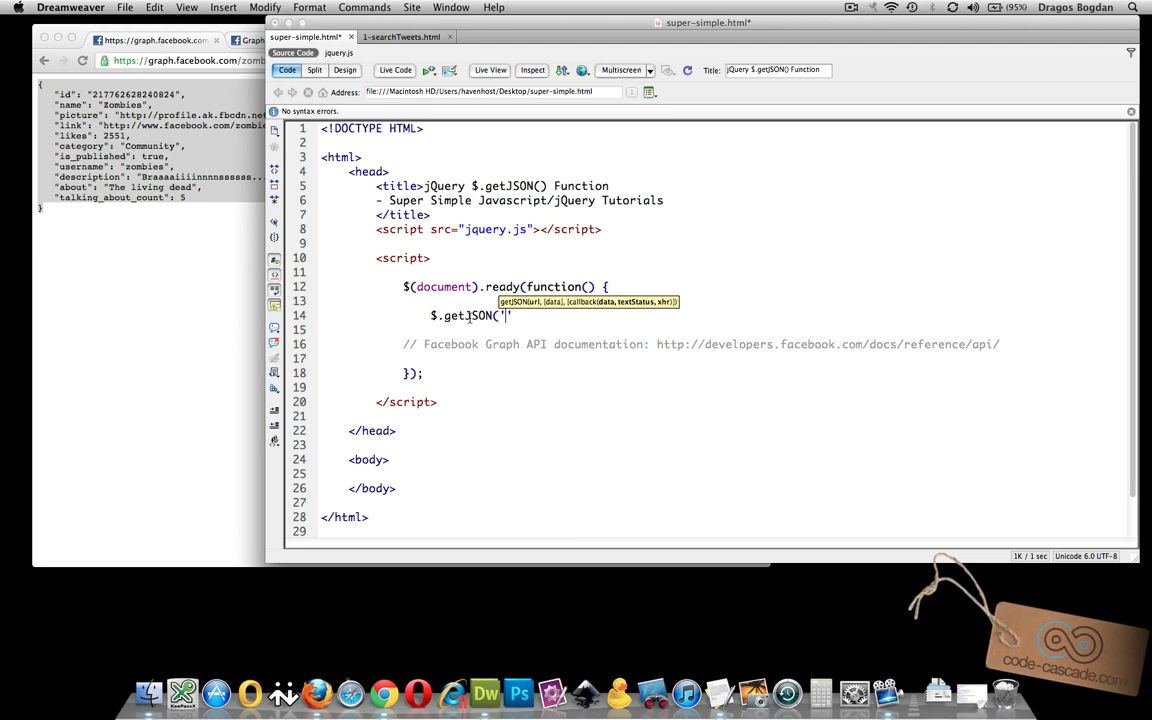 Dreamweaver File Edit View Insert Modify Format Commands Site Window Help (95%) Dragos Bogdan
super-simple.html*
https://graph.facebook.com... Grap
super-simple.html* 1-searchTweets.html
Source Code jquery.js
https://graph.facebook.com/zomb
Code Split Design Live Code Live View Inspect Multiscreen Title: jQuery $.getJSON() Function
Address: file:///Macintosh HD/Users/havenhost/Desktop/super-simple.html
No syntax errors.
{
"id": "217762628240824",
"name": "Zombies",
"picture": "http://profile.ak.fbcdn.net
"link": "http://www.facebook.com/zombie
"likes": 2551,
"category": "Community",
"is_published": true,
"username": "zombies",
"description": "Braaaaiiiinnnnssssss...
"about": "The living dead",
"talking_about_count": 5
}
1 <!DOCTYPE HTML>
2
3 <html>
4 <head>
5 <title>jQuery $.getJSON() Function
6 - Super Simple Javascript/jQuery Tutorials
7 </title>
8 <script src="jquery.js"></script>
9
10 <script>
11
12 $(document).ready(function() {
13
getJSON(url, [data], [callback(data, textStatus, xhr)])
14 $.getJSON(''
15
16 // Facebook Graph API documentation: http://developers.facebook.com/docs/reference/api/
17
18 });
19
20 </script>
21
22 </head>
23
24 <body>
25
26 </body>
27
28 </html>
29
1K / 1 sec Unicode 6.0 UTF-8
code-cascade.com
KeePassX
Dw Ps